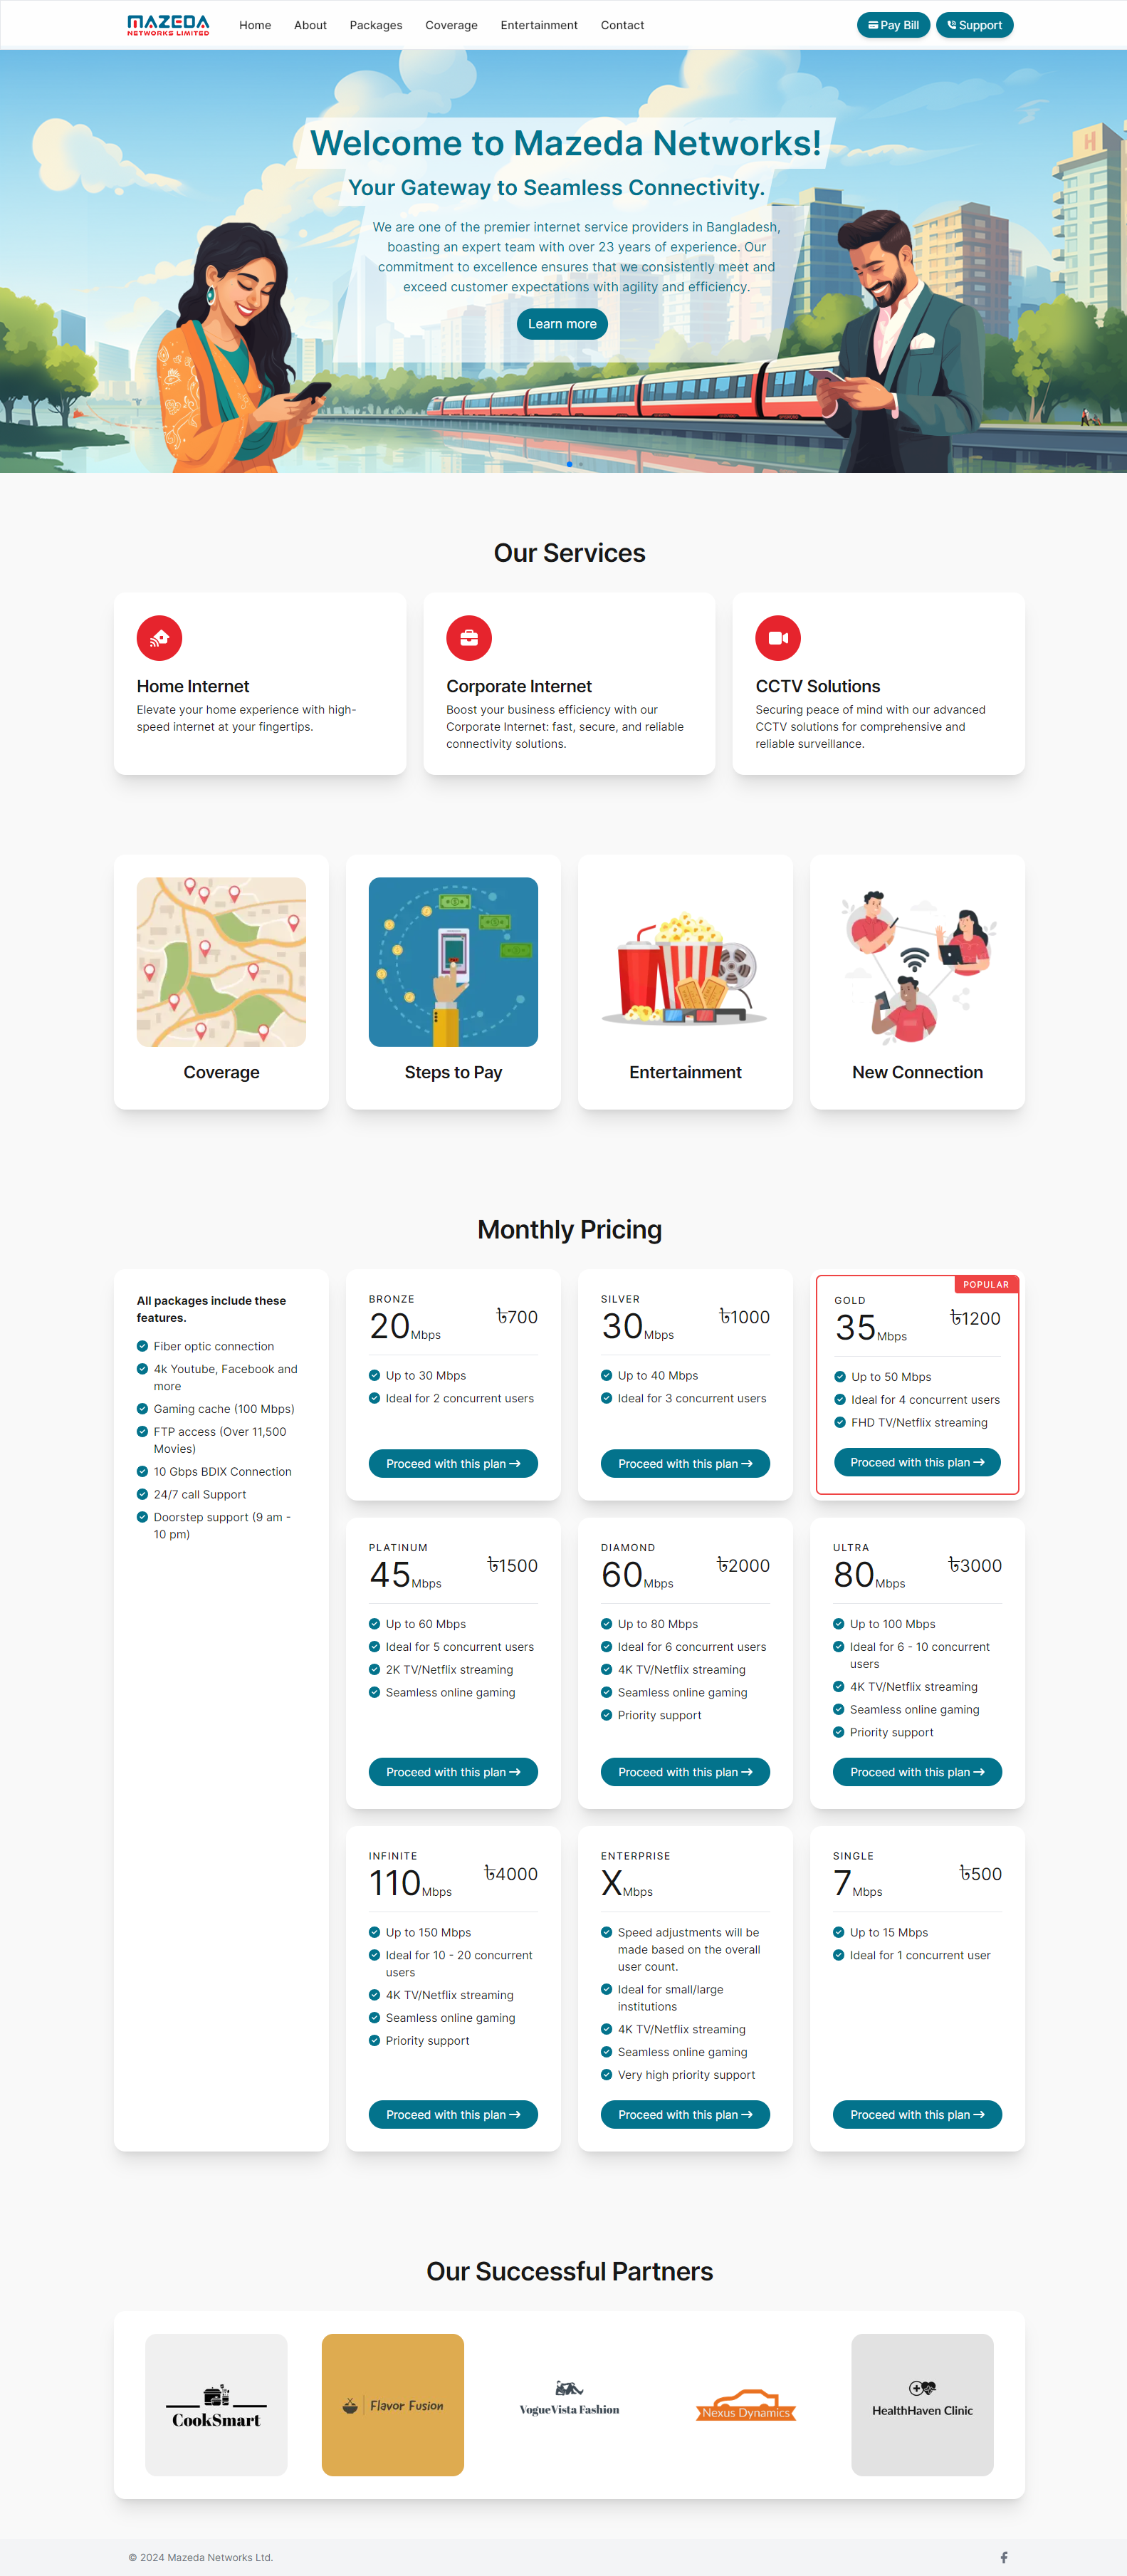 MAZEDA
NETWORKS LIMITED
Home
About
Packages
Coverage
Entertainment
Contact
Pay Bill
Support
Welcome to Mazeda Networks!
Your Gateway to Seamless Connectivity.
We are one of the premier internet service providers in Bangladesh,
boasting an expert team with over 23 years of experience. Our
commitment to excellence ensures that we consistently meet and
exceed customer expectations with agility and efficiency.
Learn more
H
Our Services
Home Internet
Elevate your home experience with high-
speed internet at your fingertips.
Corporate Internet
Boost your business efficiency with our
Corporate Internet: fast, secure, and reliable
connectivity solutions.
CCTV Solutions
Securing peace of mind with our advanced
CCTV solutions for comprehensive and
reliable surveillance.
Coverage
Steps to Pay
Entertainment
New Connection
Monthly Pricing
All packages include these
features.
Fiber optic connection
4k Youtube, Facebook and
more
Gaming cache (100 Mbps)
FTP access (Over 11,500
Movies)
10 Gbps BDIX Connection
24/7 call Support
Doorstep support (9 am -
10 pm)
BRONZE
20Mbps
৳700
Up to 30 Mbps
Ideal for 2 concurrent users
Proceed with this plan
SILVER
30Mbps
৳1000
Up to 40 Mbps
Ideal for 3 concurrent users
Proceed with this plan
POPULAR
GOLD
35Mbps
৳1200
Up to 50 Mbps
Ideal for 4 concurrent users
FHD TV/Netflix streaming
Proceed with this plan
PLATINUM
45Mbps
৳1500
Up to 60 Mbps
Ideal for 5 concurrent users
2K TV/Netflix streaming
Seamless online gaming
Proceed with this plan
DIAMOND
60Mbps
৳2000
Up to 80 Mbps
Ideal for 6 concurrent users
4K TV/Netflix streaming
Seamless online gaming
Priority support
Proceed with this plan
ULTRA
80Mbps
৳3000
Up to 100 Mbps
Ideal for 6 - 10 concurrent
users
4K TV/Netflix streaming
Seamless online gaming
Priority support
Proceed with this plan
INFINITE
110Mbps
৳4000
Up to 150 Mbps
Ideal for 10 - 20 concurrent
users
4K TV/Netflix streaming
Seamless online gaming
Priority support
Proceed with this plan
ENTERPRISE
XMbps
Speed adjustments will be
made based on the overall
user count.
Ideal for small/large
institutions
4K TV/Netflix streaming
Seamless online gaming
Very high priority support
Proceed with this plan
SINGLE
7Mbps
৳500
Up to 15 Mbps
Ideal for 1 concurrent user
Proceed with this plan
Our Successful Partners
CookSmart
Flavor Fusion
VogueVista Fashion
Nexus Dynamics
HealthHaven Clinic
© 2024 Mazeda Networks Ltd.